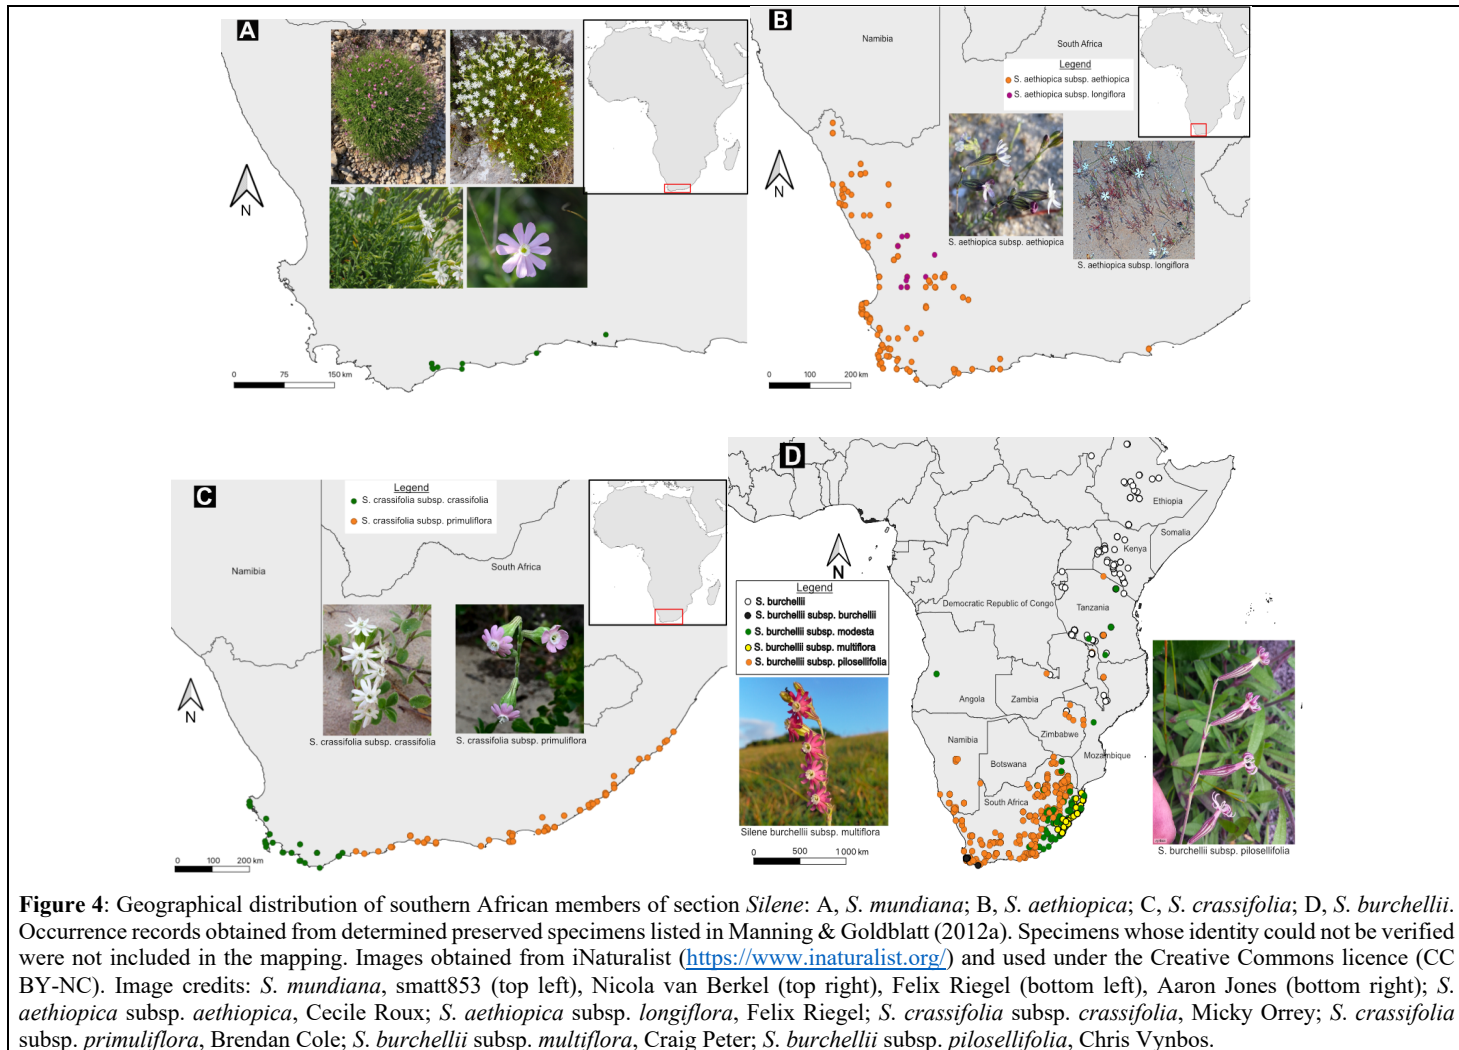 A
N
0 75 150 km
B
Namibia
South Africa
Legend
S. aethiopica subsp. aethiopica
S. aethiopica subsp. longiflora
N
S. aethiopica subsp. aethiopica
S. aethiopica subsp. longiflora
0 100 200 km
C
Legend
S. crassifolia subsp. crassifolia
S. crassifolia subsp. primuliflora
Namibia
South Africa
N
S. crassifolia subsp. crassifolia
S. crassifolia subsp. primuliflora
0 100 200 km
D
Ethiopia
Somalia
Kenya
N
Legend
S. burchellii
S. burchellii subsp. burchellii
S. burchellii subsp. modesta
S. burchellii subsp. multiflora
S. burchellii subsp. pilosellifolia
Democratic Republic of Congo
Tanzania
Angola
Zambia
Zimbabwe
Namibia
Mozambique
Botswana
South Africa
Silene burchellii subsp. multiflora
S. burchellii subsp. pilosellifolia
0 500 1000 km
Figure 4: Geographical distribution of southern African members of section Silene: A, S. mundiana; B, S. aethiopica; C, S. crassifolia; D, S. burchellii.
Occurrence records obtained from determined preserved specimens listed in Manning & Goldblatt (2012a). Specimens whose identity could not be verified
were not included in the mapping. Images obtained from iNaturalist (https://www.inaturalist.org/) and used under the Creative Commons licence (CC
BY-NC). Image credits: S. mundiana, smatt853 (top left), Nicola van Berkel (top right), Felix Riegel (bottom left), Aaron Jones (bottom right); S.
aethiopica subsp. aethiopica, Cecile Roux; S. aethiopica subsp. longiflora, Felix Riegel; S. crassifolia subsp. crassifolia, Micky Orrey; S. crassifolia
subsp. primuliflora, Brendan Cole; S. burchellii subsp. multiflora, Craig Peter; S. burchellii subsp. pilosellifolia, Chris Vynbos.